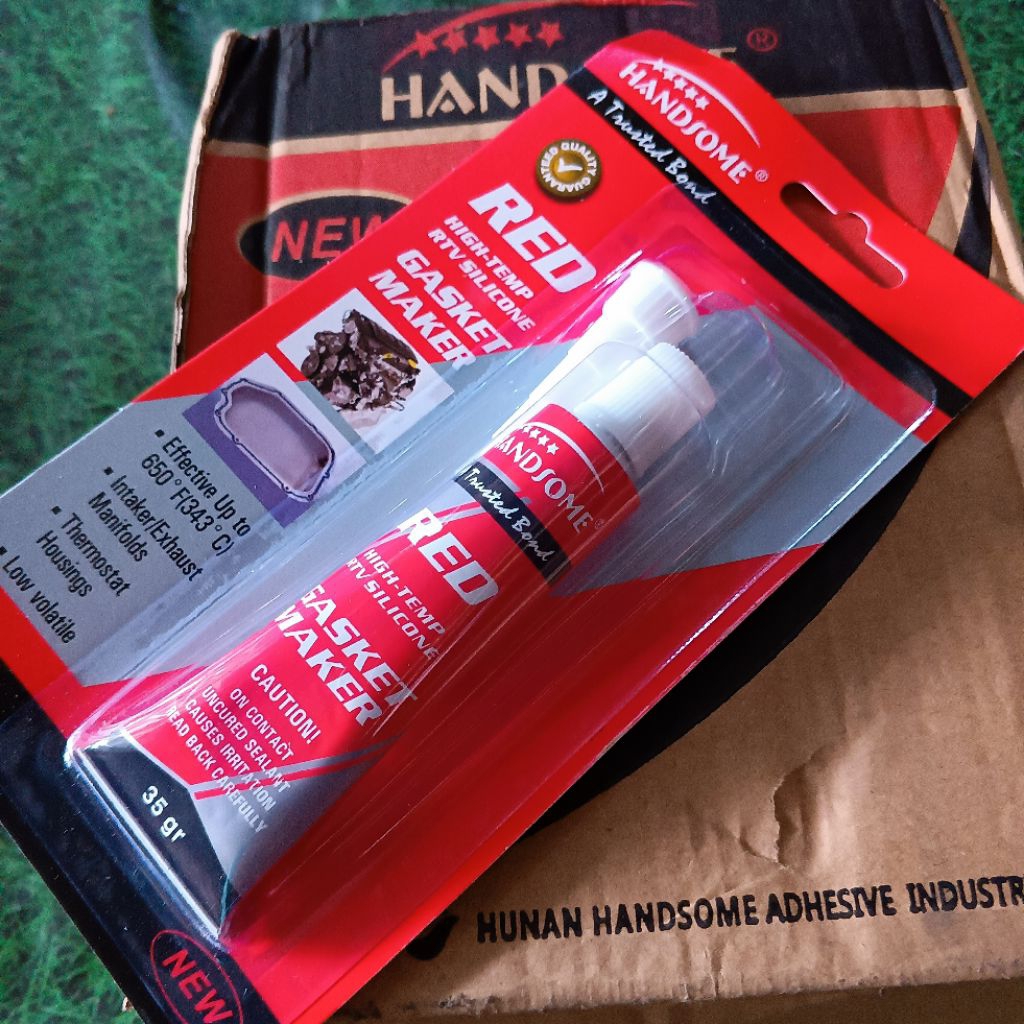 HAND
®
NEW
HANDSOME®
A Trusted Bond
GUARANTEED QUALITY
RED
HIGH-TEMP
RTV SILICONE
GASKET
MAKER
▪ Effective Up to
650°F(343°C)
▪ Intaker/Exhaust
Manifolds
▪ Thermostat
Housings
▪ Low volatile
HANDSOME®
Trusted Bond
RED
HIGH-TEMP
RTV SILICONE
GASKET
MAKER
CAUTION!
ON CONTACT
UNCURED SEALANT
CAUSES IRRITATION
READ BACK CAREFULLY
35 gr
NEW
HUNAN HANDSOME ADHESIVE INDUSTR